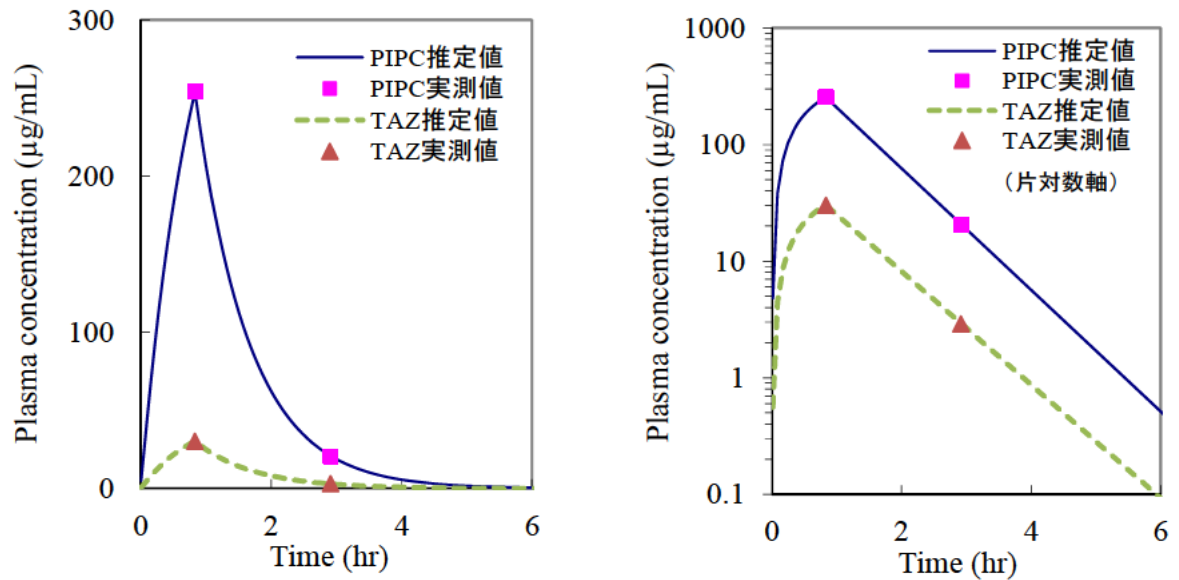 300
200
100
0
0
2
4
6
Plasma concentration (µg/mL)
Time (hr)
PIPC推定値
PIPC実測値
TAZ推定値
TAZ実測値
1000
100
10
1
0.1
0
2
4
6
Plasma concentration (µg/mL)
Time (hr)
PIPC推定値
PIPC実測値
TAZ推定値
TAZ実測値
（片対数軸）